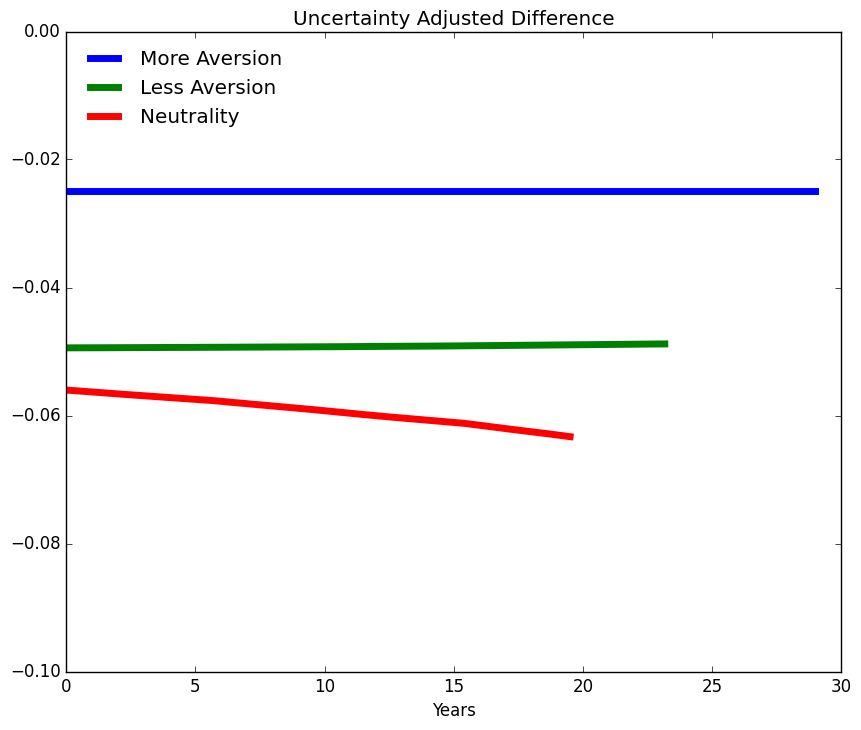 Uncertainty Adjusted Difference
0.00
More Aversion
Less Aversion
Neutrality
−0.02
−0.04
−0.06
−0.08
−0.10
0 5 10 15 20 25 30
Years